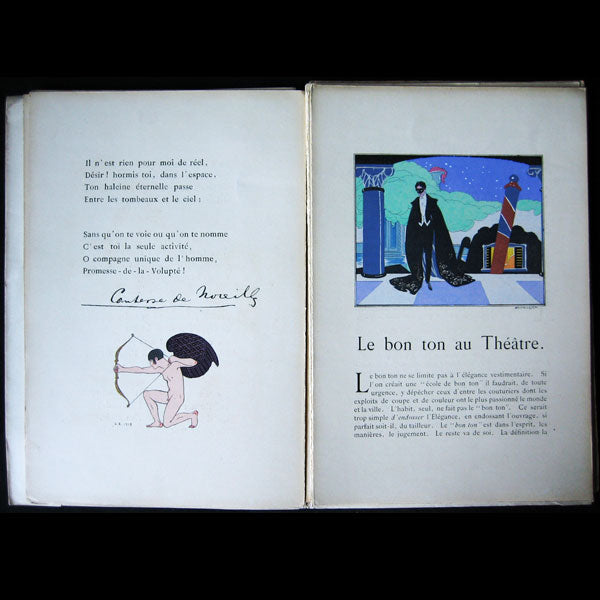 Il n'est rien pour moi de réel,
Désir! hormis toi, dans l'espace,
Ton haleine éternelle passe
Entre les tombeaux et le ciel:
Sans qu'on te voie ou qu'on te nomme
C'est toi la seule activité,
O compagne unique de l'homme,
Promesse-de-la-Volupté!
Comtesse de Noailles
Le bon ton au Théâtre.
Le bon ton ne se limite pas à l'élégance vestimentaire. Si
l'on créait une "école de bon ton" il faudrait, de toute
urgence, y dépêcher ceux d'entre les couturiers dont les
exploits de coupe et de couleur ont le plus passionné le monde
et la ville. L'habit, seul, ne fait pas le "bon ton". Ce serait
trop simple d'endosser l'Élégance, en endossant l'ouvrage, si
parfait soit-il, du tailleur. Le "bon ton" est dans l'esprit, les
manières, le jugement. Le reste va de soi. La définition la